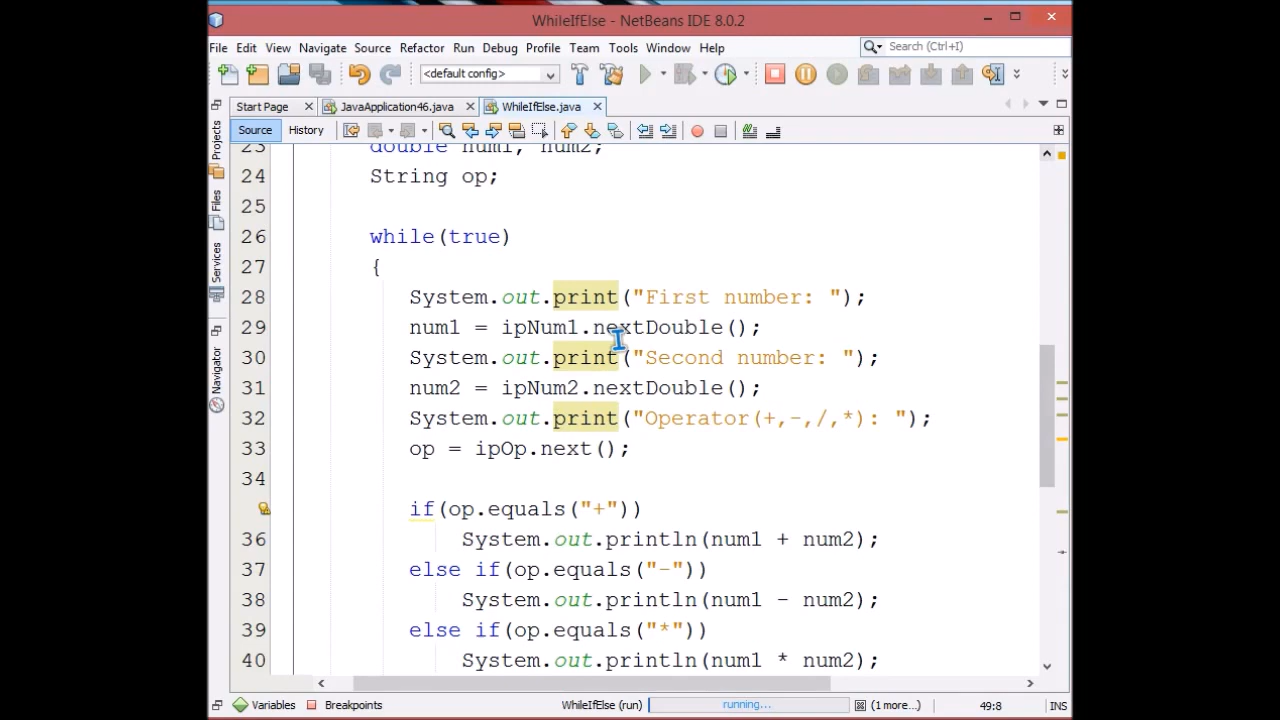 WhileIfElse - NetBeans IDE 8.0.2
File Edit View Navigate Source Refactor Run Debug Profile Team Tools Window Help
Search (Ctrl+I)
<default config>
Start Page JavaApplication46.java WhileIfElse.java
Source History
Projects
Files
Services
Navigator
23 double num1, num2;
24 String op;
25
26 while(true)
27 {
28 System.out.print("First number: ");
29 num1 = ipNum1.nextDouble();
30 System.out.print("Second number: ");
31 num2 = ipNum2.nextDouble();
32 System.out.print("Operator(+,-,/,*): ");
33 op = ipOp.next();
34
if(op.equals("+"))
36 System.out.println(num1 + num2);
37 else if(op.equals("-"))
38 System.out.println(num1 - num2);
39 else if(op.equals("*"))
40 System.out.println(num1 * num2);
Variables Breakpoints WhileIfElse (run) running... (1 more...) 49:8 INS